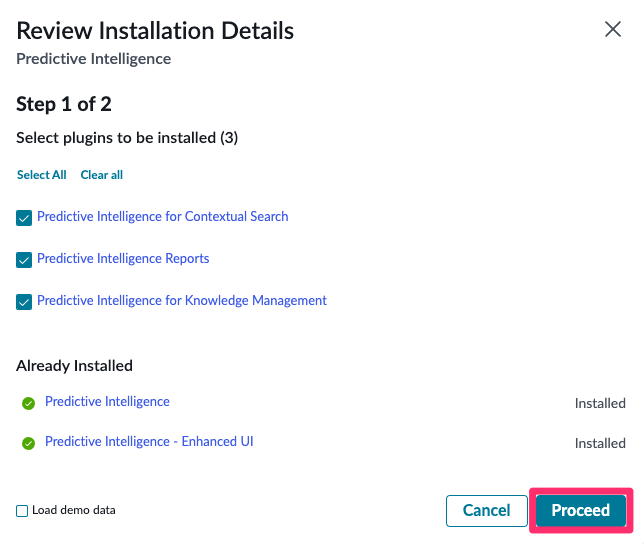 Review Installation Details
Predictive Intelligence
Step 1 of 2
Select plugins to be installed (3)
Select All Clear all
Predictive Intelligence for Contextual Search
Predictive Intelligence Reports
Predictive Intelligence for Knowledge Management
Already Installed
Predictive Intelligence Installed
Predictive Intelligence - Enhanced UI Installed
Load demo data Cancel Proceed